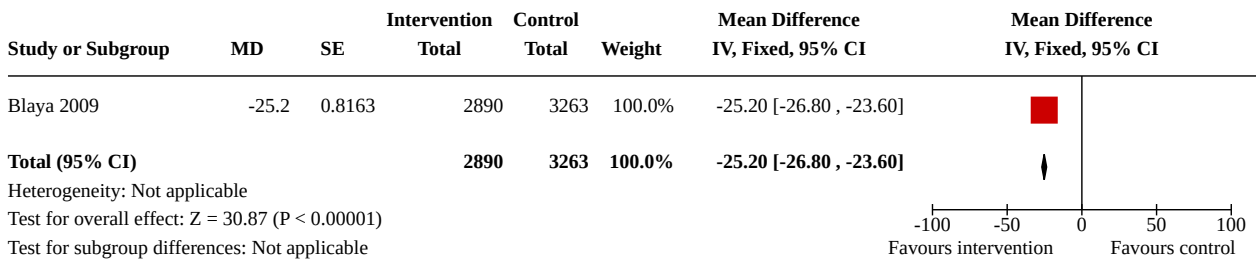 Intervention Control Mean Difference Mean Difference
Study or Subgroup MD SE Total Total Weight IV, Fixed, 95% CI IV, Fixed, 95% CI
Blaya 2009 -25.2 0.8163 2890 3263 100.0% -25.20 [-26.80 , -23.60]
Total (95% CI) 2890 3263 100.0% -25.20 [-26.80 , -23.60]
Heterogeneity: Not applicable
Test for overall effect: Z = 30.87 (P < 0.00001)
-100 -50 0 50 100
Test for subgroup differences: Not applicable Favours intervention Favours control